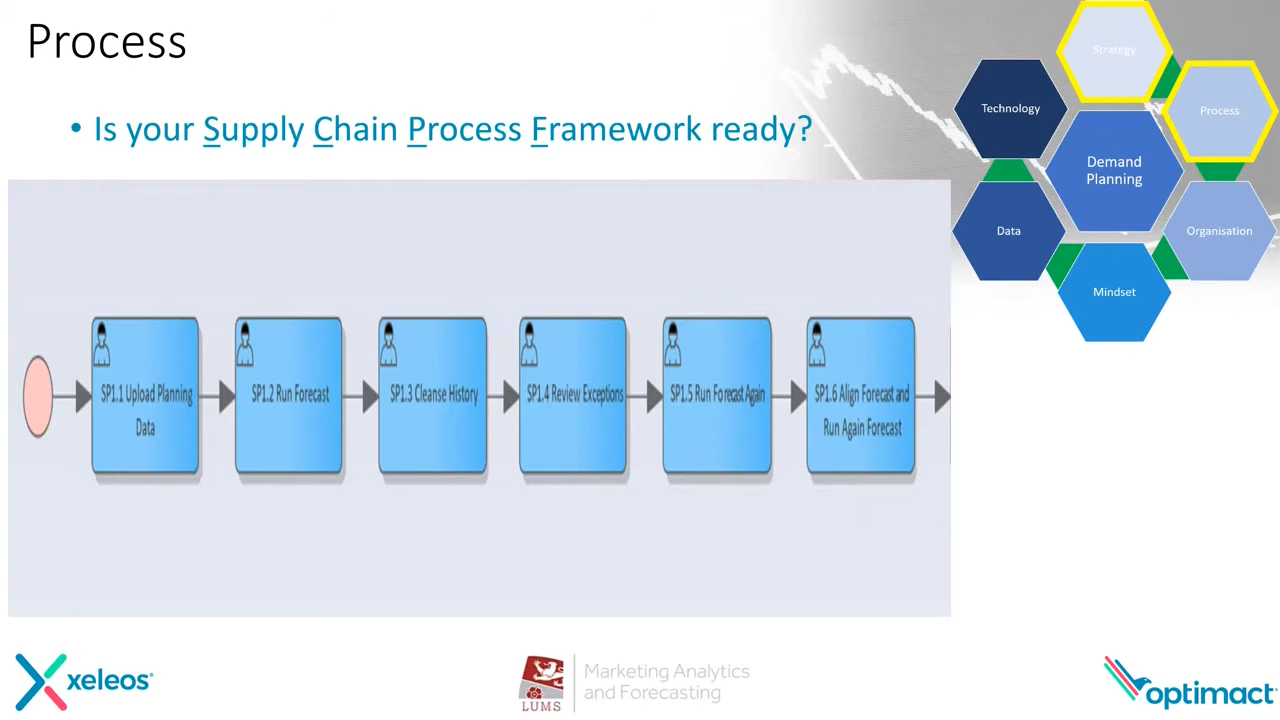 Process
• Is your Supply Chain Process Framework ready?
Strategy
Technology
Process
Demand
Planning
Data
Organisation
Mindset
SP1.1 Upload Planning
Data
SP1.2 Run Forecast
SP1.3 Cleanse History
SP1.4 Review Exceptions
SP1.5 Run Forecast Again
SP1.6 Align Forecast and
Run Again Forecast
xeleos®
LUMS
Marketing Analytics
and Forecasting
optimact